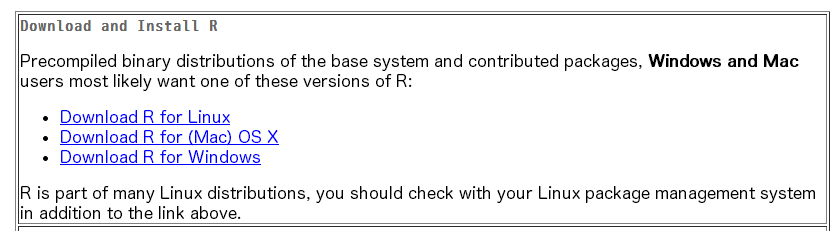 Download and Install R
Precompiled binary distributions of the base system and contributed packages, Windows and Mac
users most likely want one of these versions of R:
• Download R for Linux
• Download R for (Mac) OS X
• Download R for Windows
R is part of many Linux distributions, you should check with your Linux package management system
in addition to the link above.